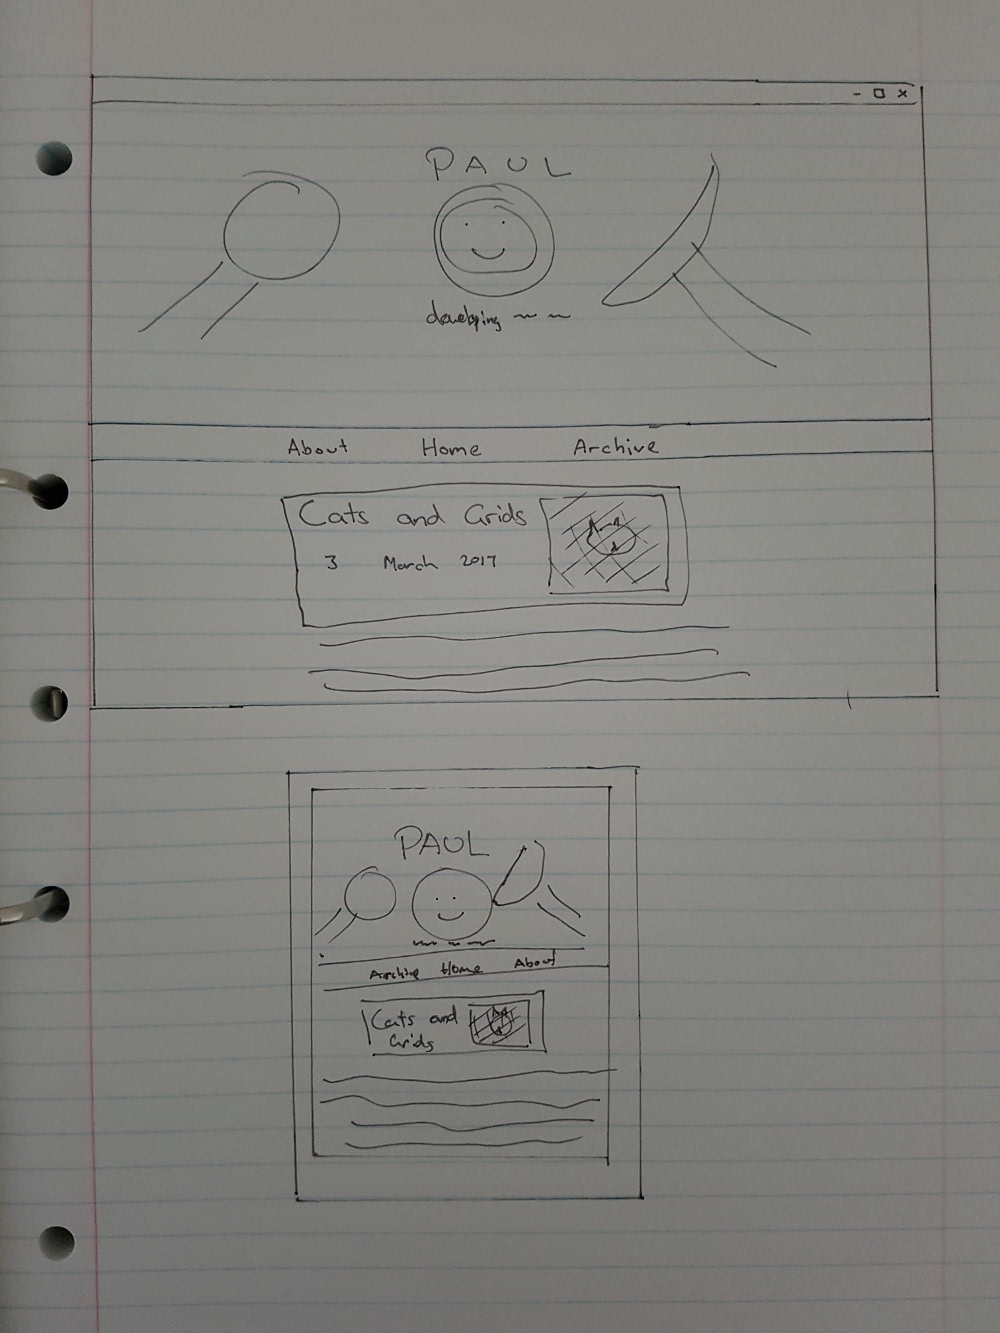 PAUL
developing
About Home Archive
Cats and Grids
3 March 2017
PAUL
Archive Home About
Cats and
Grids